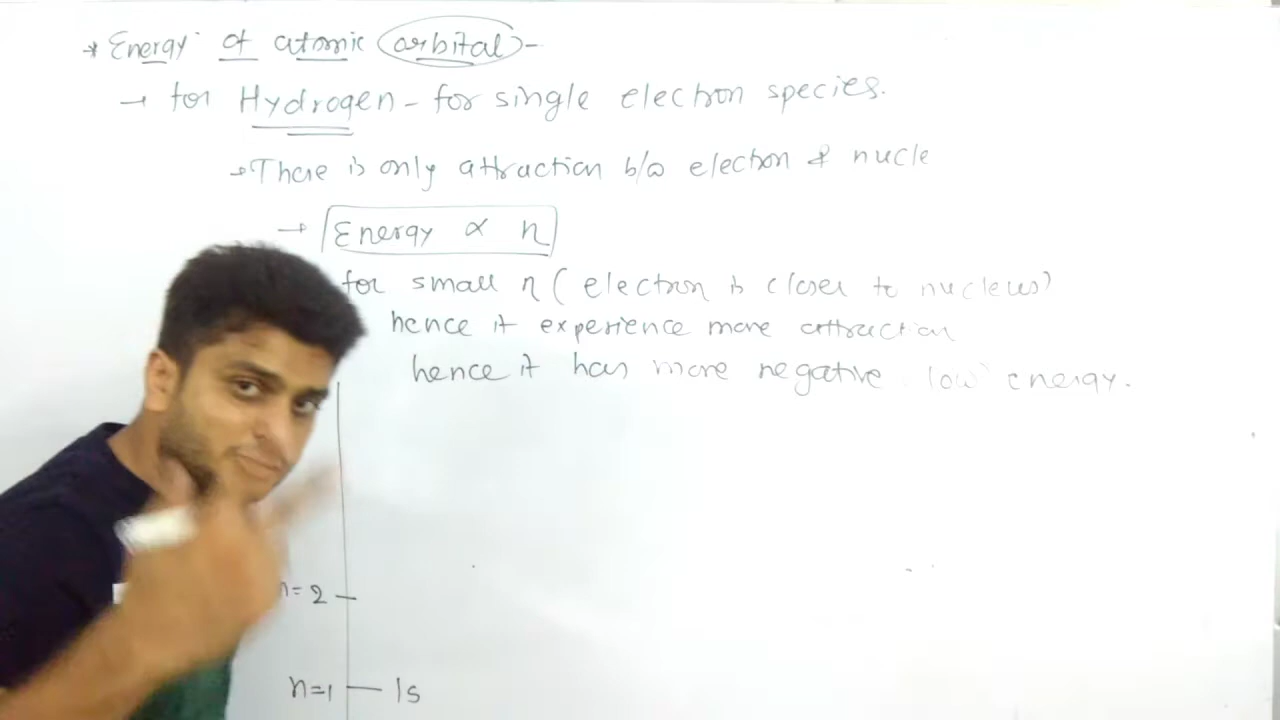 * Energy of atomic orbital -
→ for Hydrogen - for single electron species.
→ There is only attraction b/w electron & nucle
→ Energy ∝ n
for small n ( electron is closer to nucleus)
hence it experience more attraction
hence it has more negative low energy.
n=2
n=1 1s